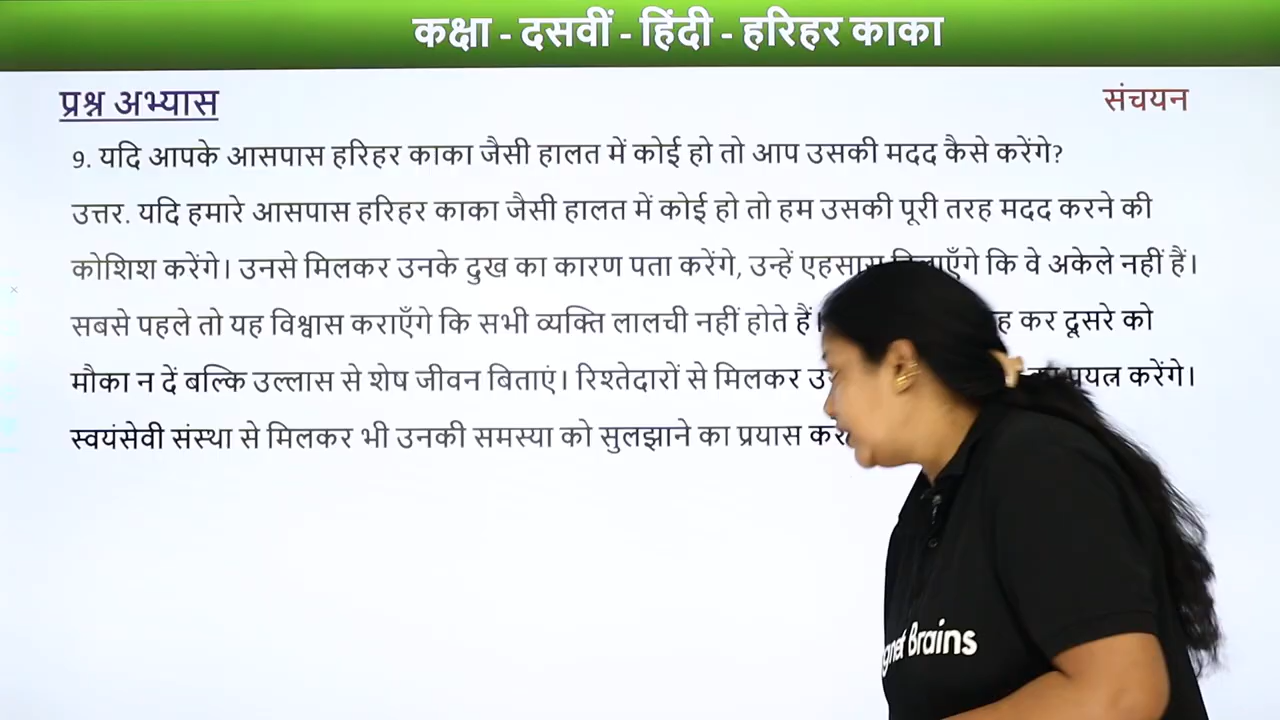 कक्षा - दसवीं - हिंदी - हरिहर काका
प्रश्न अभ्यास
संचयन
9. यदि आपके आसपास हरिहर काका जैसी हालत में कोई हो तो आप उसकी मदद कैसे करेंगे?
उत्तर. यदि हमारे आसपास हरिहर काका जैसी हालत में कोई हो तो हम उसकी पूरी तरह मदद करने की
कोशिश करेंगे। उनसे मिलकर उनके दुख का कारण पता करेंगे, उन्हें एहसास कि वे अकेले नहीं हैं।
सबसे पहले तो यह विश्वास कराएँगे कि सभी व्यक्ति लालची नहीं होते हैं। कर दूसरे को
मौका न दें बल्कि उल्लास से शेष जीवन बिताएं। रिश्तेदारों से मिलकर प्रयत्न करेंगे।
स्वयंसेवी संस्था से मिलकर भी उनकी समस्या को सुलझाने का प्रयास
Brains